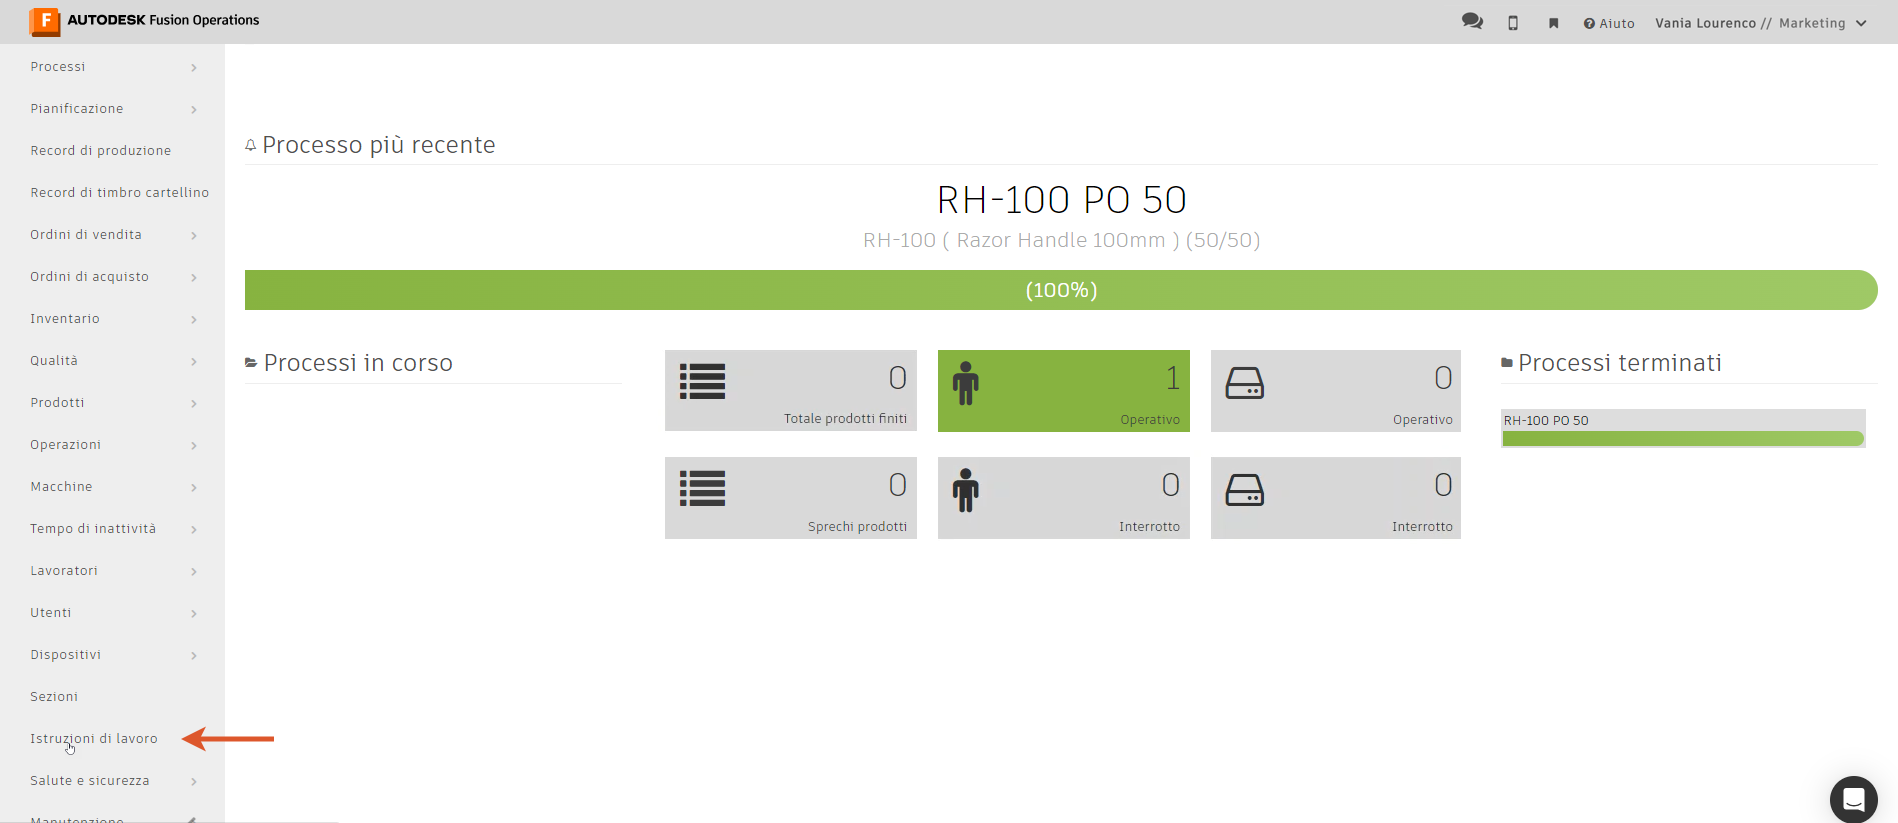 F AUTODESK Fusion Operations
Aiuto
Vania Lourenco // Marketing
Processi
Pianificazione
Record di produzione
Record di timbro cartellino
Ordini di vendita
Ordini di acquisto
Inventario
Qualità
Prodotti
Operazioni
Macchine
Tempo di inattività
Lavoratori
Utenti
Dispositivi
Sezioni
Istruzioni di lavoro
Salute e sicurezza
Manutenzione
Processo più recente
RH-100 PO 50
RH-100 ( Razor Handle 100mm ) (50/50)
(100%)
Processi in corso
0
Totale prodotti finiti
1
Operativo
0
Operativo
0
Sprechi prodotti
0
Interrotto
0
Interrotto
Processi terminati
RH-100 PO 50